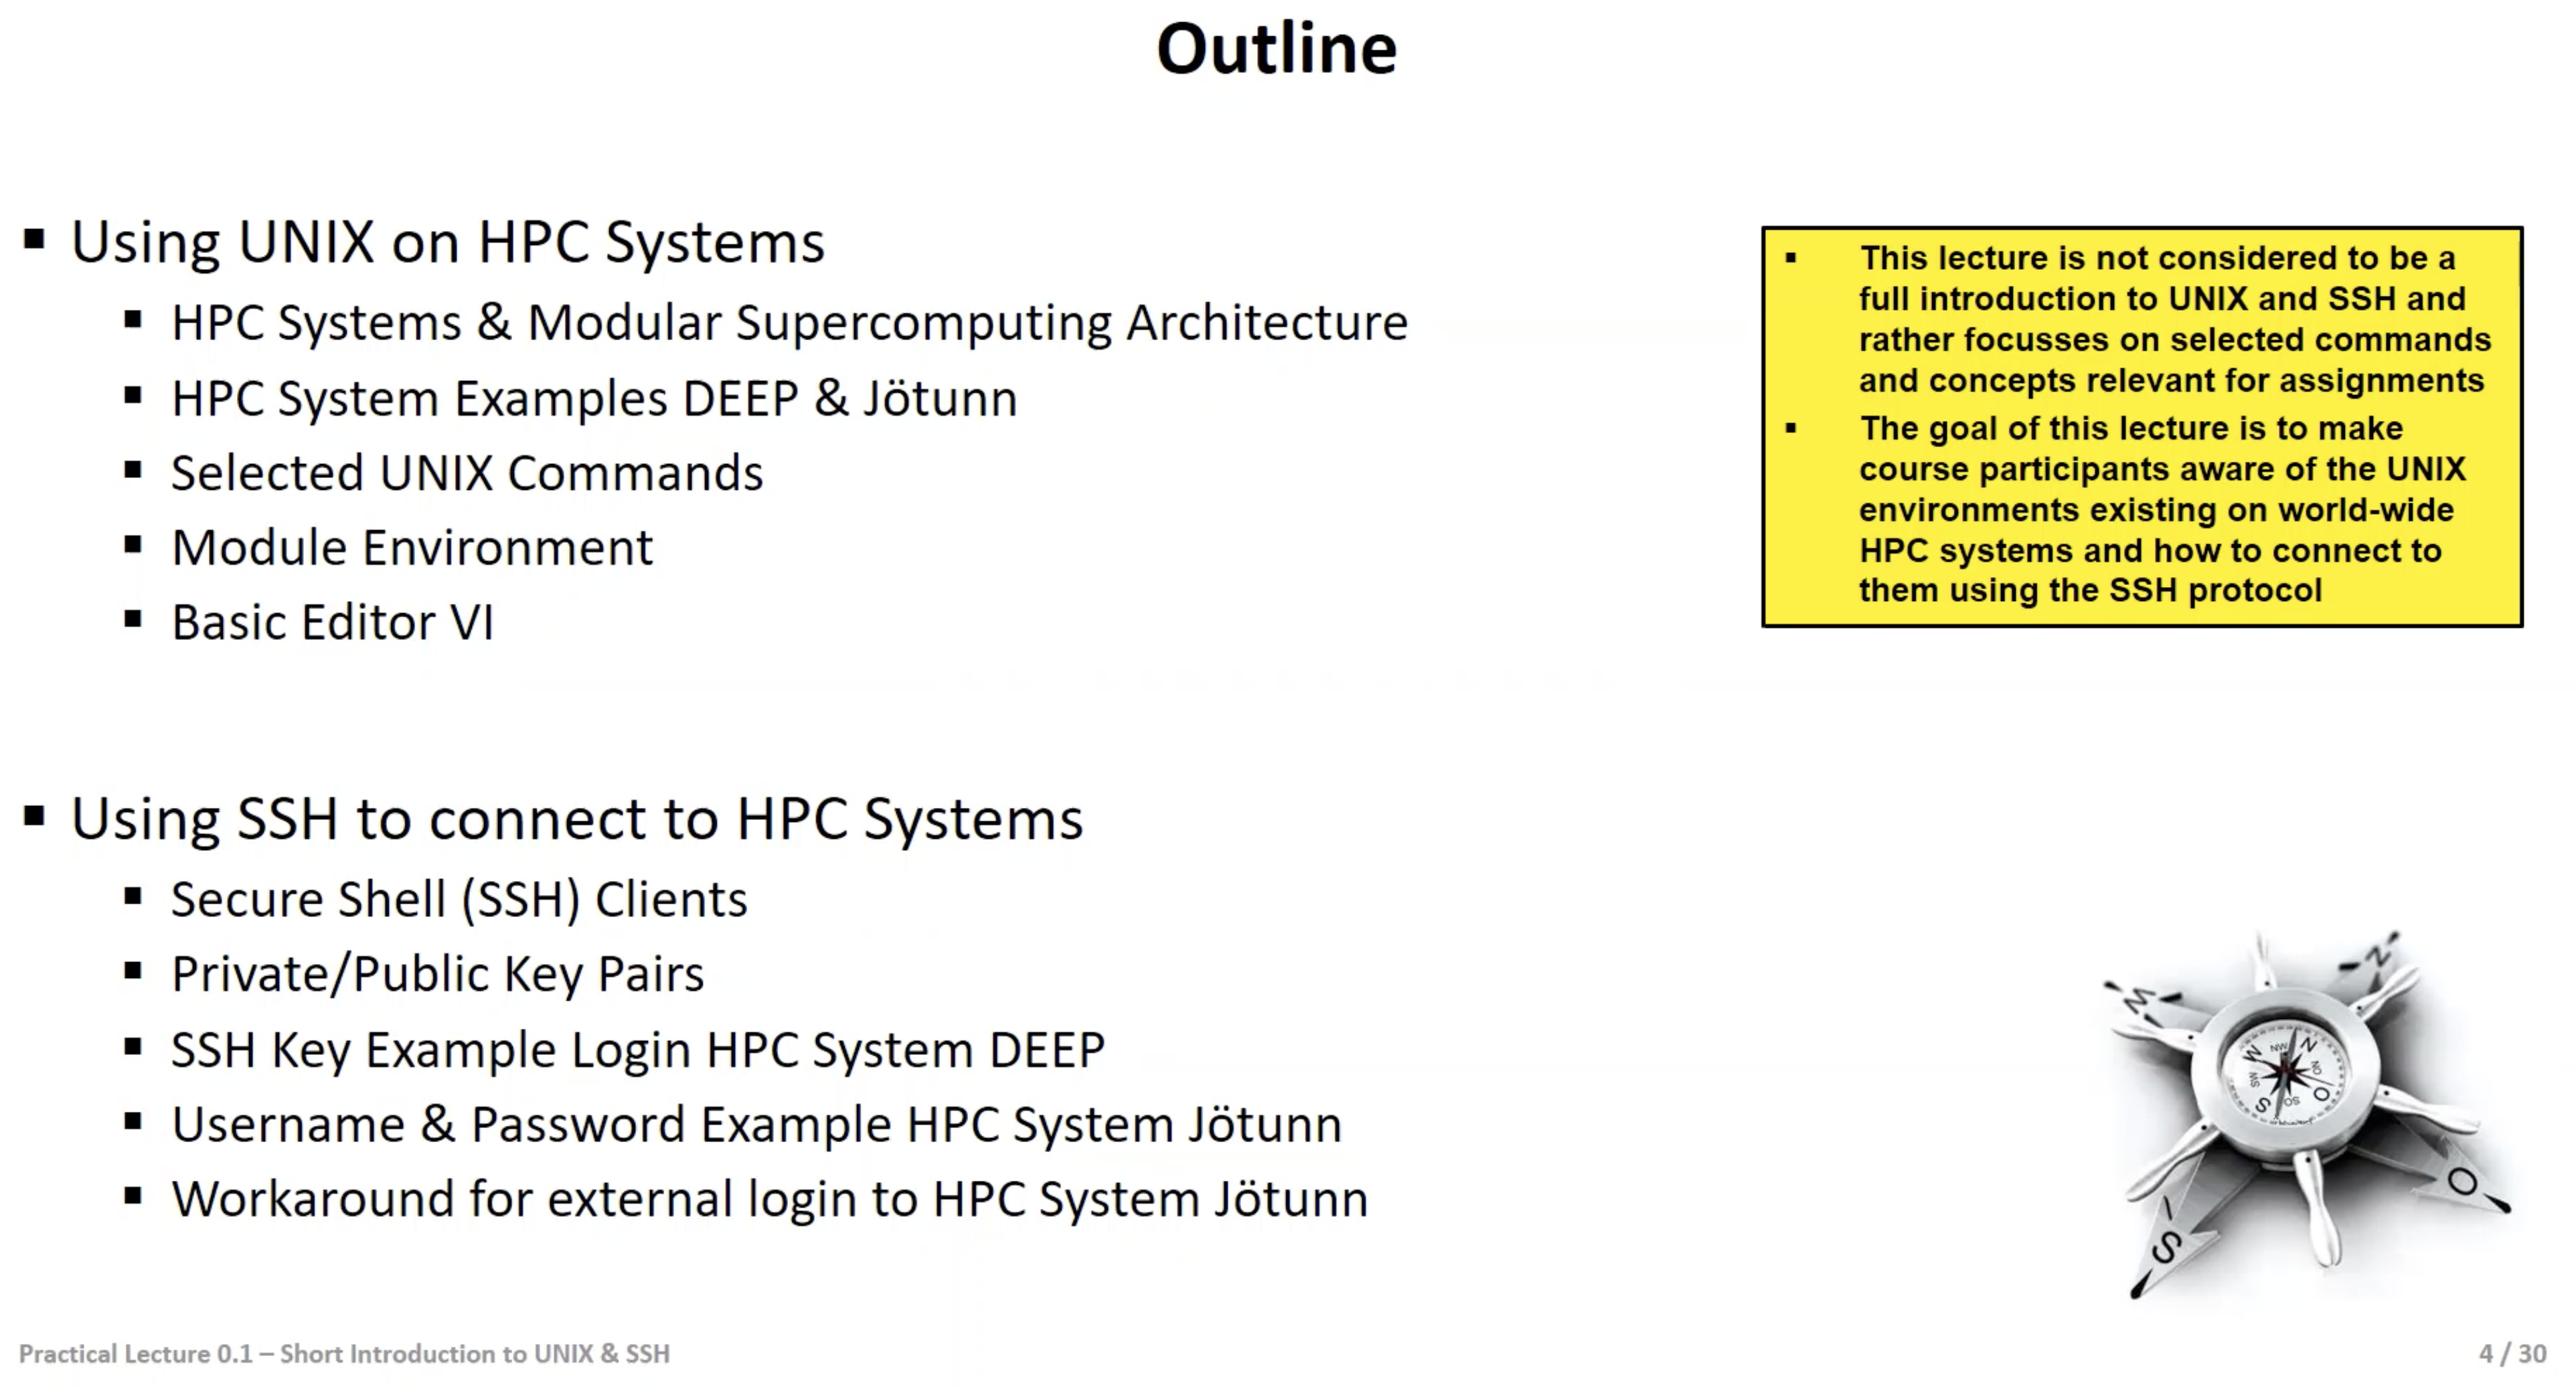 Outline
▪ Using UNIX on HPC Systems
▪ HPC Systems & Modular Supercomputing Architecture
▪ HPC System Examples DEEP & Jötunn
▪ Selected UNIX Commands
▪ Module Environment
▪ Basic Editor VI
▪ This lecture is not considered to be a
full introduction to UNIX and SSH and
rather focusses on selected commands
and concepts relevant for assignments
▪ The goal of this lecture is to make
course participants aware of the UNIX
environments existing on world-wide
HPC systems and how to connect to
them using the SSH protocol
▪ Using SSH to connect to HPC Systems
▪ Secure Shell (SSH) Clients
▪ Private/Public Key Pairs
▪ SSH Key Example Login HPC System DEEP
▪ Username & Password Example HPC System Jötunn
▪ Workaround for external login to HPC System Jötunn
N
W
O
S
NW
N
NO
O
SO
S
SW
W
Practical Lecture 0.1 – Short Introduction to UNIX & SSH
4 / 30